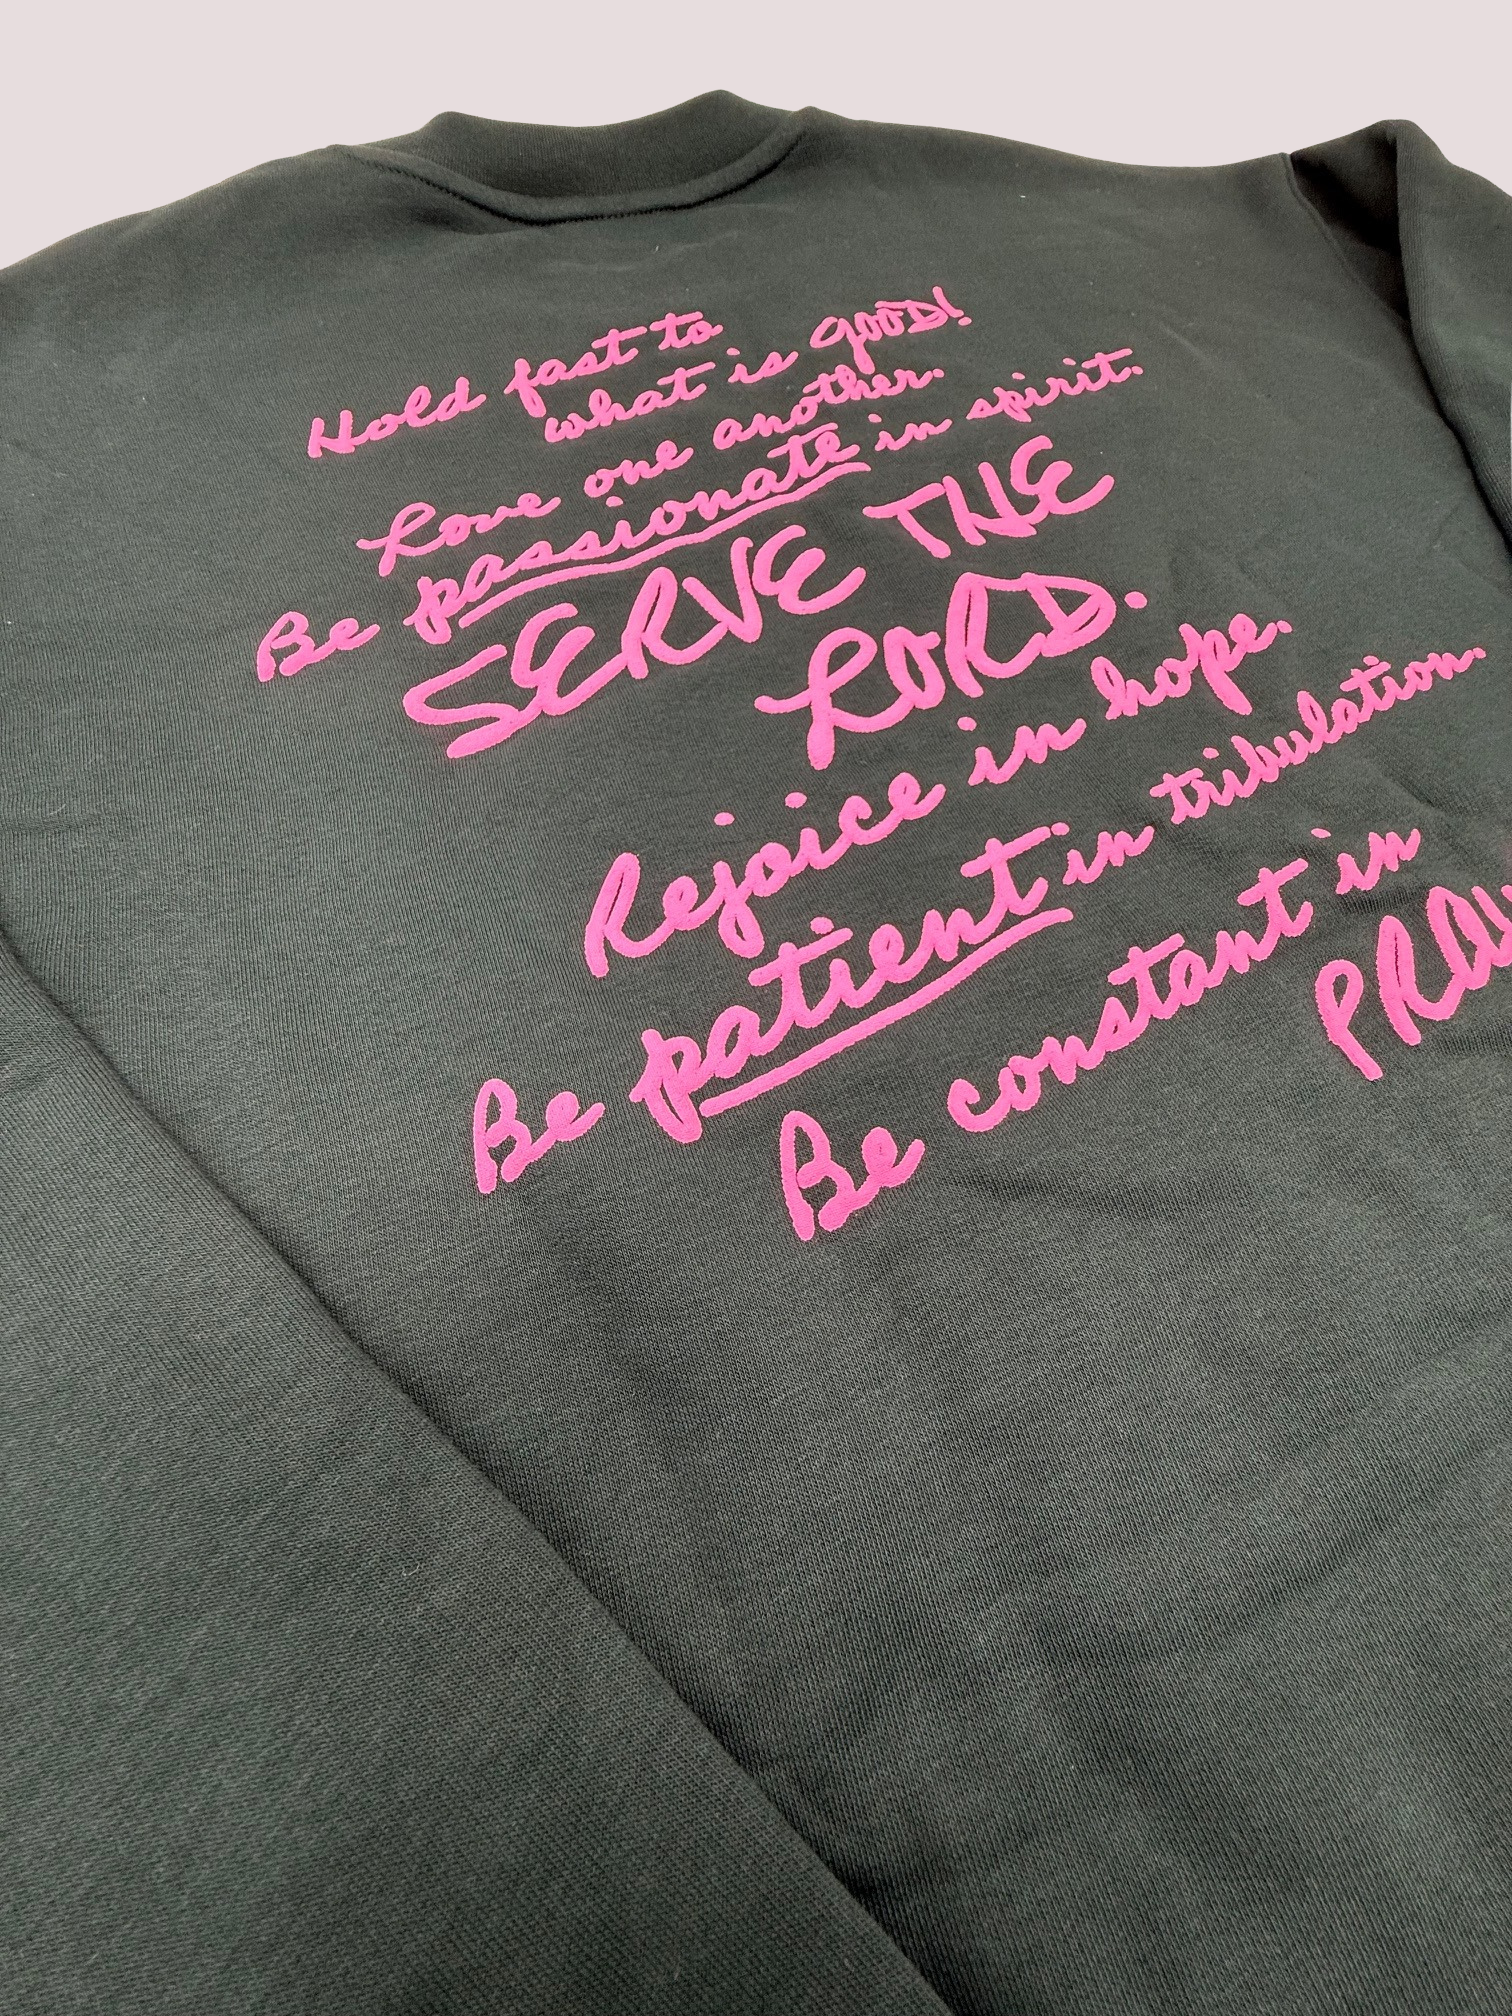 Hold fast to
what is gooD!
Love one another.
Be passionate in spirit.
SERVE THE
LORD.
Rejoice in hope.
Be patient in tribulation.
Be constant in